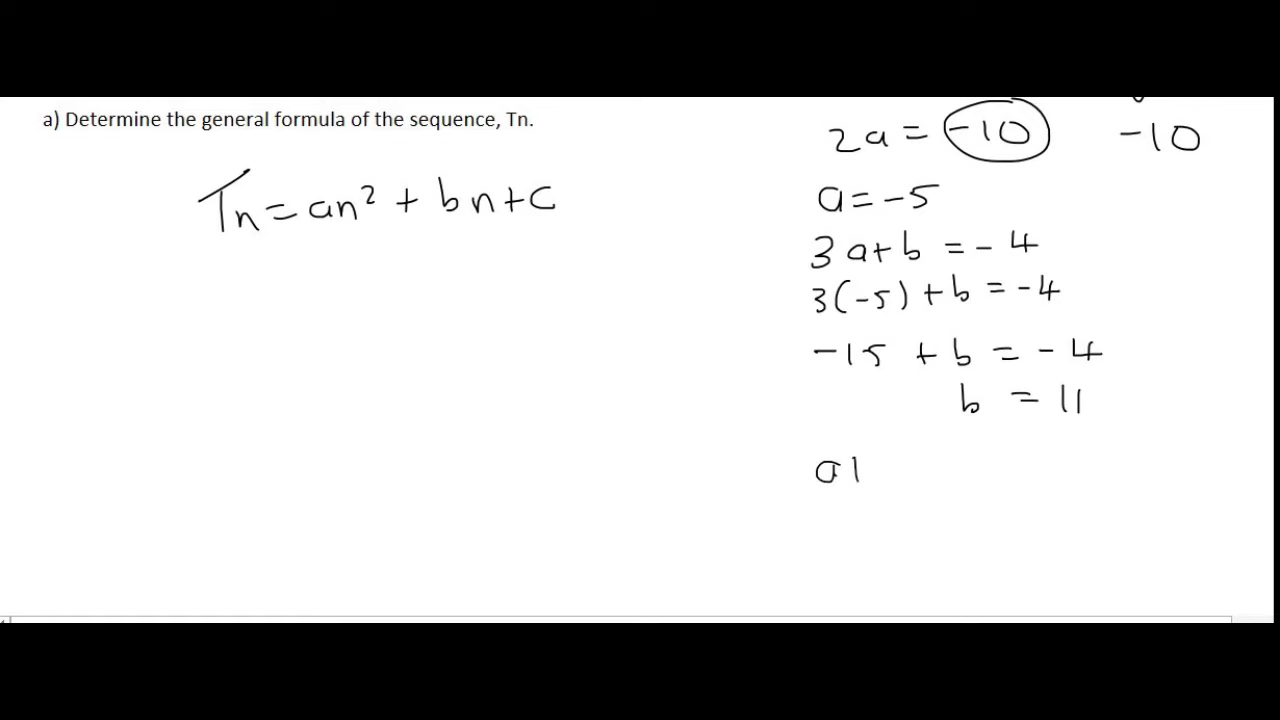 a) Determine the general formula of the sequence, Tn.
Tn = an² + bn + c
2a = -10
-10
a = -5
3a + b = -4
3(-5) + b = -4
-15 + b = -4
b = 11